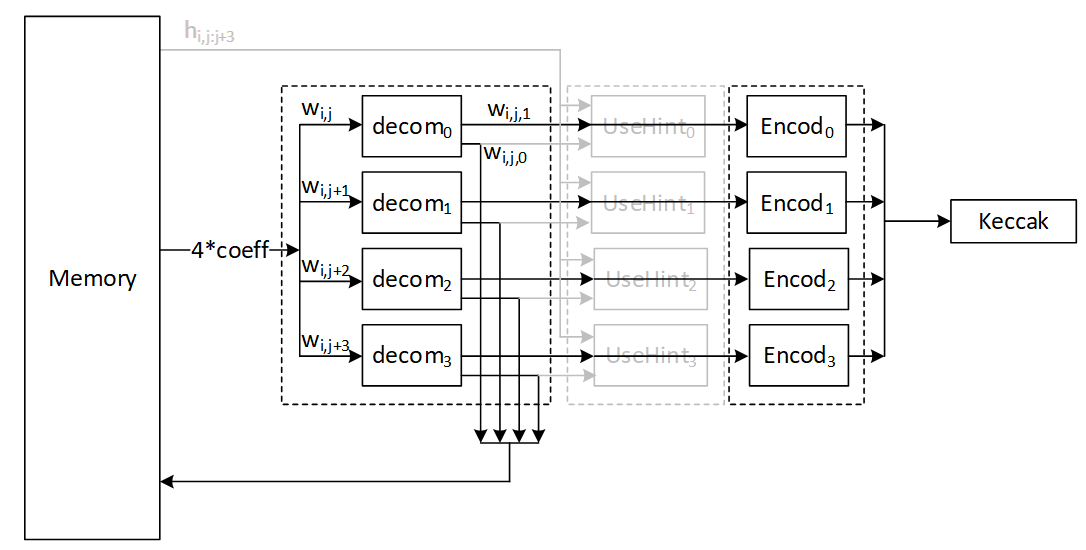 h_{i,j:j+3}
w_{i,j} decom_0 w_{i,j,1} UseHint_0 Encod_0
w_{i,j,0}
w_{i,j+1} decom_1 UseHint_1 Encod_1 Keccak
4*coeff
Memory w_{i,j+2} decom_2 UseHint_2 Encod_2
w_{i,j+3} decom_3 UseHint_3 Encod_3